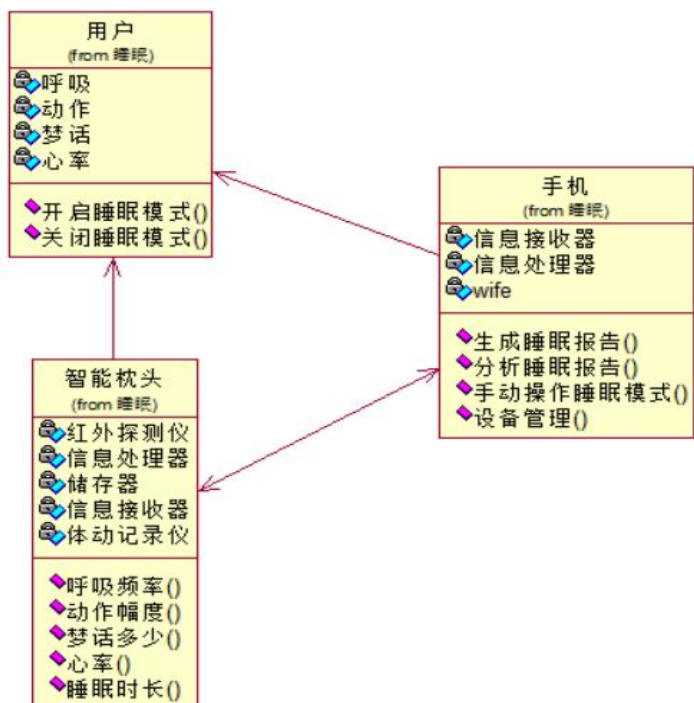 用户
(from 睡眠)
呼吸
动作
梦话
心率
开启睡眠模式()
关闭睡眠模式()
手机
(from 睡眠)
信息接收器
信息处理器
wife
生成睡眠报告()
分析睡眠报告()
手动操作睡眠模式()
设备管理()
智能枕头
(from 睡眠)
红外探测仪
信息处理器
储存器
信息接收器
体动记录仪
呼吸频率()
动作幅度()
梦话多少()
心率()
睡眠时长()